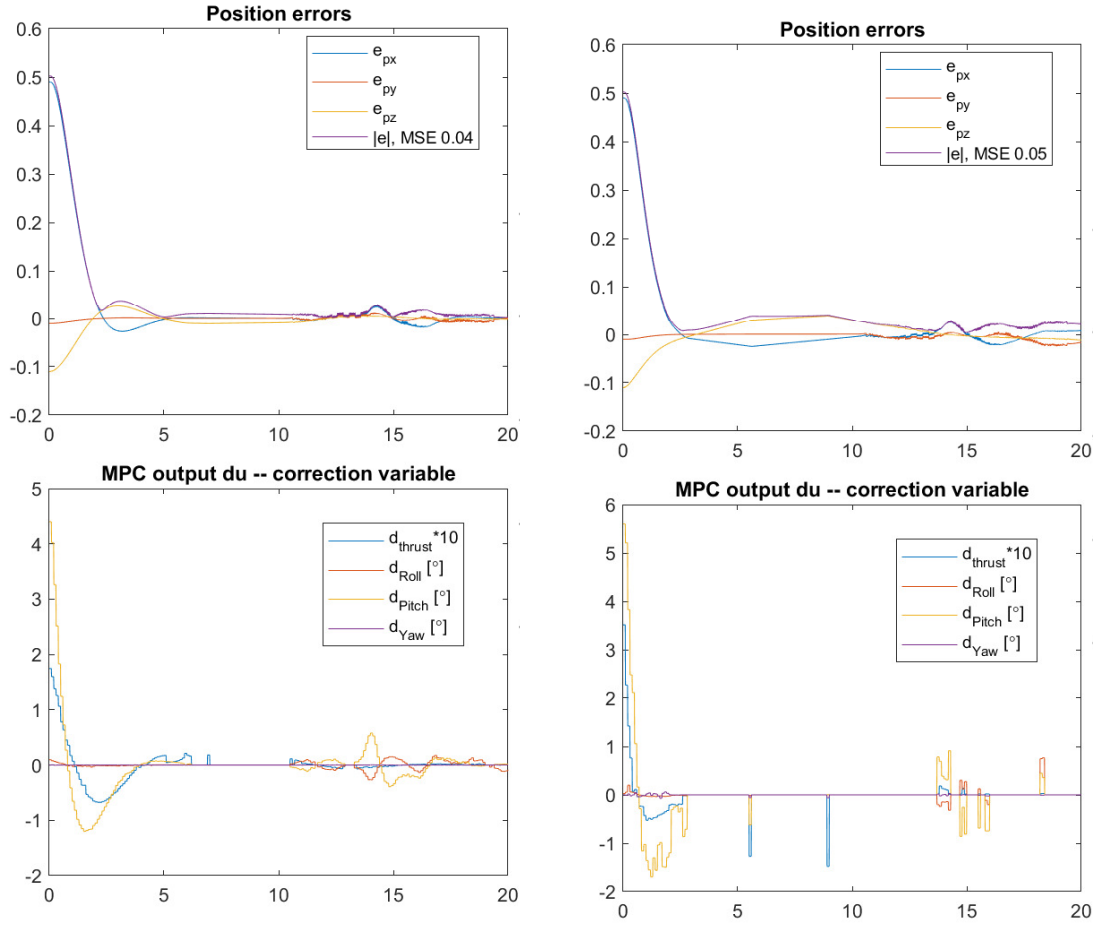 Position errors
0.6
0.5
0.4
0.3
0.2
0.1
0
-0.1
-0.2
0 5 10 15 20
e_px
e_py
e_pz
|e|, MSE 0.04
Position errors
0.6
0.5
0.4
0.3
0.2
0.1
0
-0.1
-0.2
0 5 10 15 20
e_px
e_py
e_pz
|e|, MSE 0.05
MPC output du -- correction variable
5
4
3
2
1
0
-1
-2
0 5 10 15 20
d_thrust*10
d_Roll [°]
d_Pitch [°]
d_Yaw [°]
MPC output du -- correction variable
6
5
4
3
2
1
0
-1
-2
0 5 10 15 20
d_thrust*10
d_Roll [°]
d_Pitch [°]
d_Yaw [°]